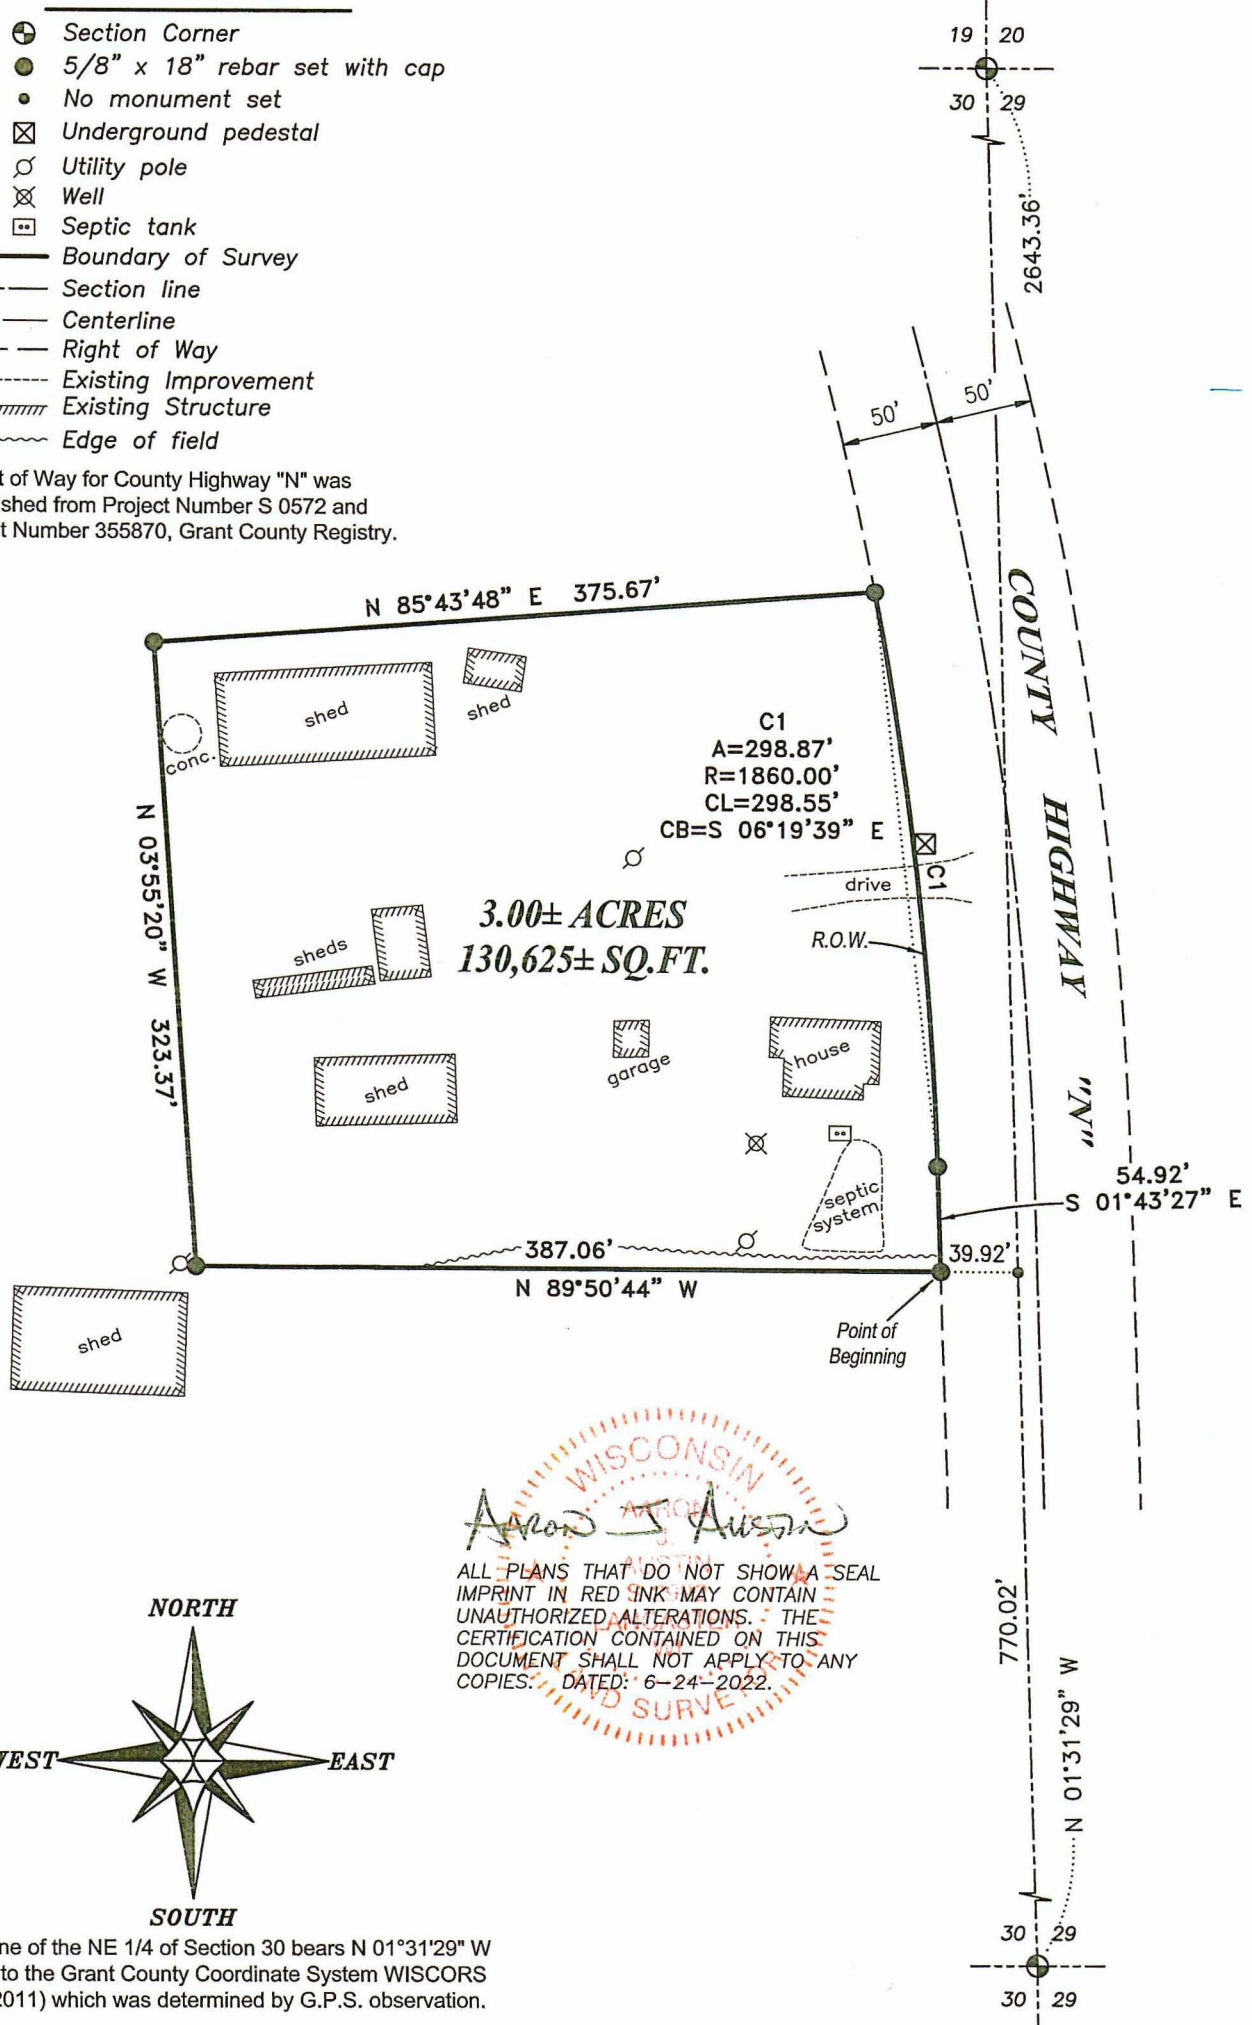 Section Corner
5/8" x 18" rebar set with cap
No monument set
Underground pedestal
Utility pole
Well
Septic tank
Boundary of Survey
Section line
Centerline
Right of Way
Existing Improvement
Existing Structure
Edge of field
t of Way for County Highway "N" was
shed from Project Number S 0572 and
t Number 355870, Grant County Registry.
19 20
30 29
2643.36'
50' 50'
N 85°43'48" E 375.67'
shed
shed
conc.
C1
A=298.87'
R=1860.00'
CL=298.55'
CB=S 06°19'39" E
COUNTY HIGHWAY "N"
N 03°55'20" W 323.37'
C1
drive
3.00± ACRES
130,625± SQ.FT.
R.O.W.
sheds
shed
garage
house
septic
system
54.92'
S 01°43'27" E
387.06'
39.92'
N 89°50'44" W
Point of
Beginning
shed
WISCONSIN
AARON
J.
AUSTIN
LANCASTER
WI
LAND SURVEYOR
Aaron J Austin
ALL PLANS THAT DO NOT SHOW A SEAL
IMPRINT IN RED INK MAY CONTAIN
UNAUTHORIZED ALTERATIONS. THE
CERTIFICATION CONTAINED ON THIS
DOCUMENT SHALL NOT APPLY TO ANY
COPIES. DATED: 6-24-2022.
770.02'
N 01°31'29" W
NORTH
WEST
EAST
SOUTH
30 29
30 29
ne of the NE 1/4 of Section 30 bears N 01°31'29" W
to the Grant County Coordinate System WISCORS
2011) which was determined by G.P.S. observation.